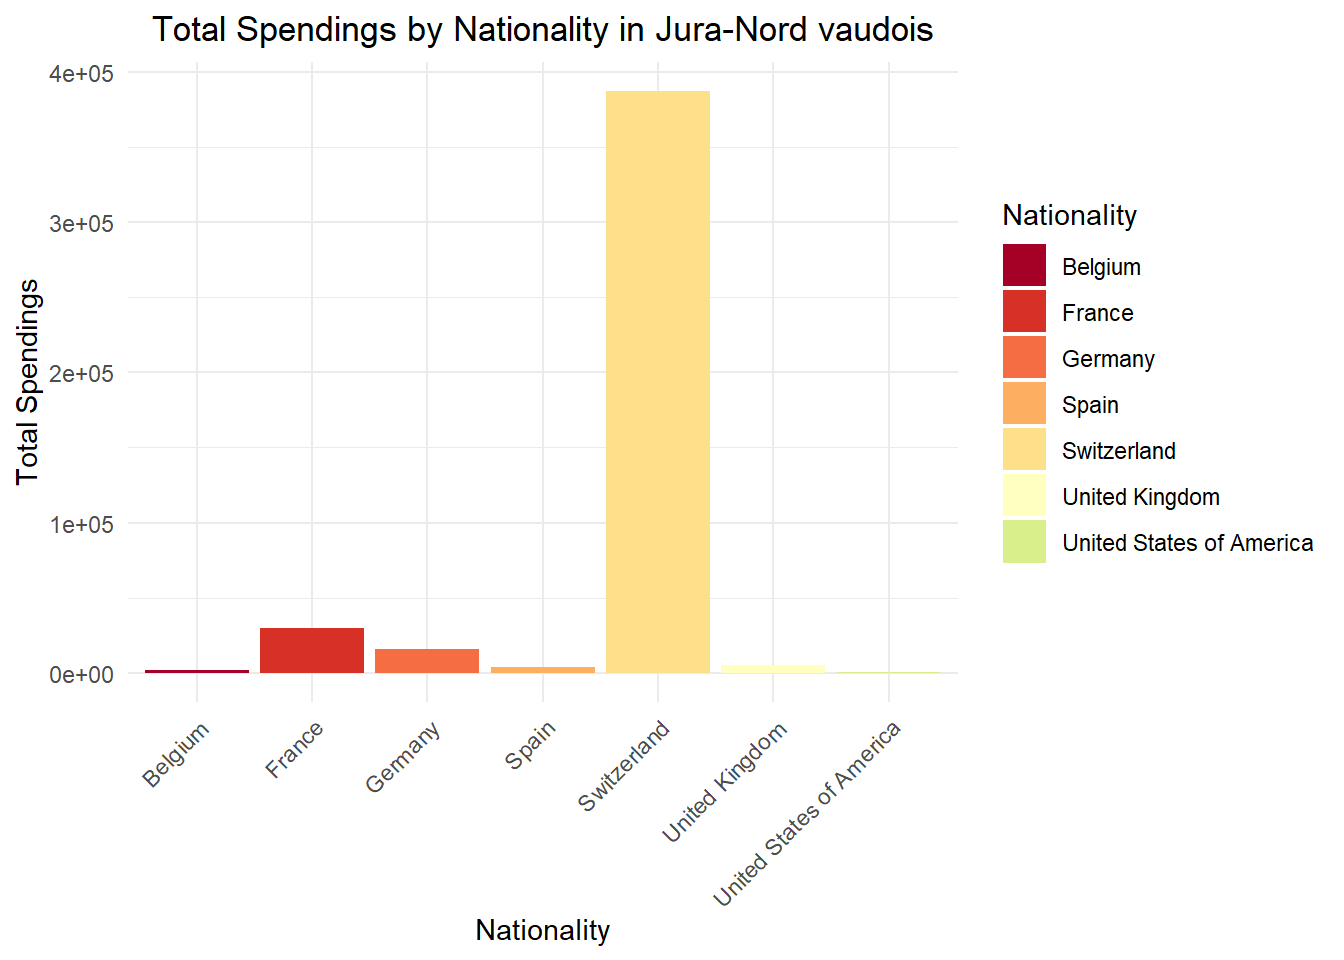 Total Spendings by Nationality in Jura-Nord vaudois
Total Spendings
4e+05
3e+05
2e+05
1e+05
0e+00
Belgium
France
Germany
Spain
Switzerland
United Kingdom
United States of America
Nationality
Nationality
Belgium
France
Germany
Spain
Switzerland
United Kingdom
United States of America